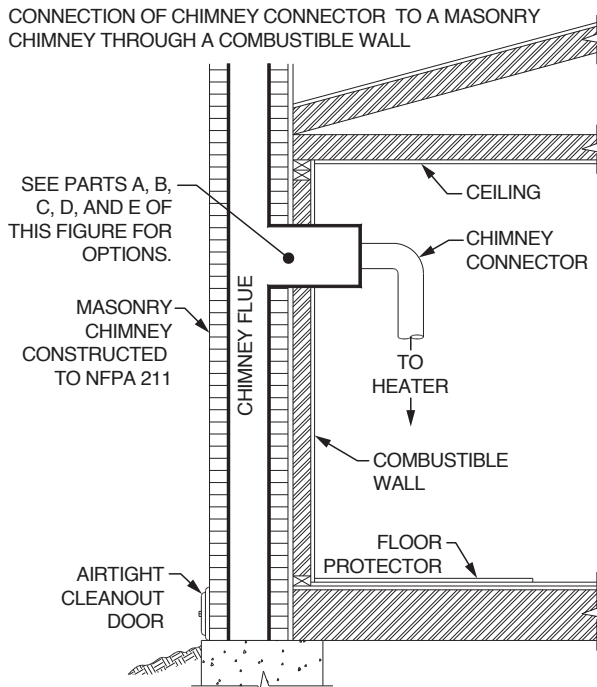 CONNECTION OF CHIMNEY CONNECTOR TO A MASONRY
CHIMNEY THROUGH A COMBUSTIBLE WALL
SEE PARTS A, B,
C, D, AND E OF
THIS FIGURE FOR
OPTIONS.
CEILING
CHIMNEY
CONNECTOR
MASONRY
CHIMNEY
CONSTRUCTED
TO NFPA 211
CHIMNEY FLUE
TO
HEATER
COMBUSTIBLE
WALL
FLOOR
PROTECTOR
AIRTIGHT
CLEANOUT
DOOR